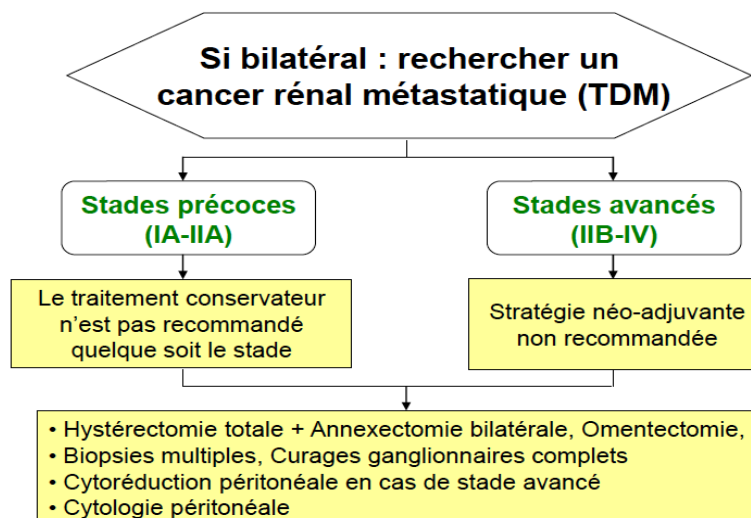 Si bilatéral : rechercher un
cancer rénal métastatique (TDM)
Stades précoces
(IA-IIA)
Stades avancés
(IIB-IV)
Le traitement conservateur
n'est pas recommandé
quelque soit le stade
Stratégie néo-adjuvante
non recommandée
• Hystérectomie totale + Annexectomie bilatérale, Omentectomie,
• Biopsies multiples, Curages ganglionnaires complets
• Cytoréduction péritonéale en cas de stade avancé
• Cytologie péritonéale